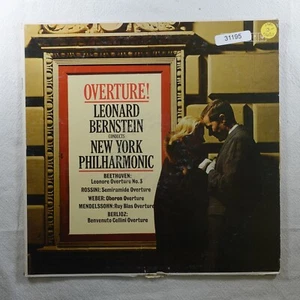 31195
OVERTURE!
LEONARD
BERNSTEIN
CONDUCTS
NEW YORK
PHILHARMONIC
BEETHOVEN:
Leonore Overture No. 3
ROSSINI: Semiramide Overture
WEBER: Oberon Overture
MENDELSSOHN: Ruy Blas Overture
BERLIOZ:
Benvenuto Cellini Overture